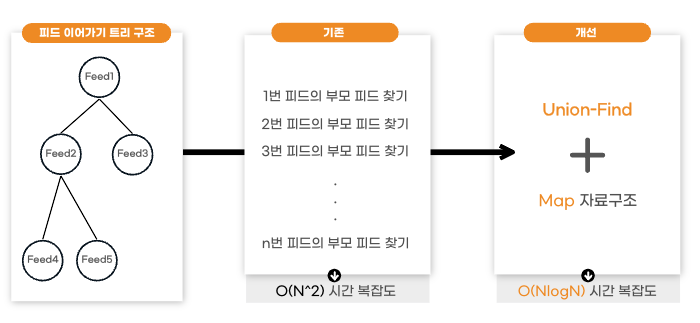 피드 이어가기 트리 구조
Feed1
Feed2
Feed3
Feed4
Feed5
기존
1번 피드의 부모 피드 찾기
2번 피드의 부모 피드 찾기
3번 피드의 부모 피드 찾기
.
.
.
n번 피드의 부모 피드 찾기
O(N^2) 시간 복잡도
개선
Union-Find
+
Map 자료구조
O(NlogN) 시간 복잡도